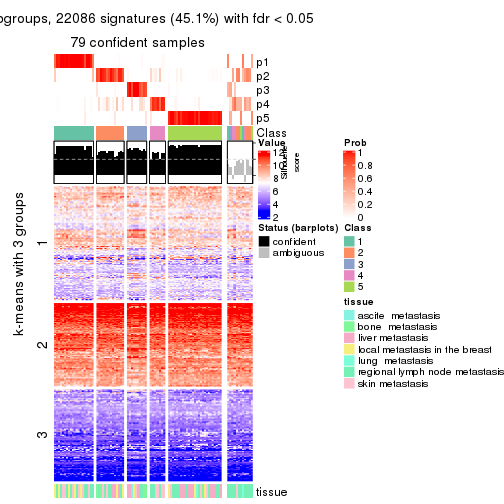 ogroups, 22086 signatures (45.1%) with fdr < 0.05
79 confident samples
p1
p2
p3
p4
p5
Class
Silhouette
score
k-means with 3 groups
1
2
3
tissue
Value
12
10
8
6
4
2
Status (barplots)
confident
ambiguous
Prob
1
0.8
0.6
0.4
0.2
0
Class
1
2
3
4
5
tissue
ascite metastasis
bone metastasis
liver metastasis
local metastasis in the breast
lung metastasis
regional lymph node metastasis
skin metastasis